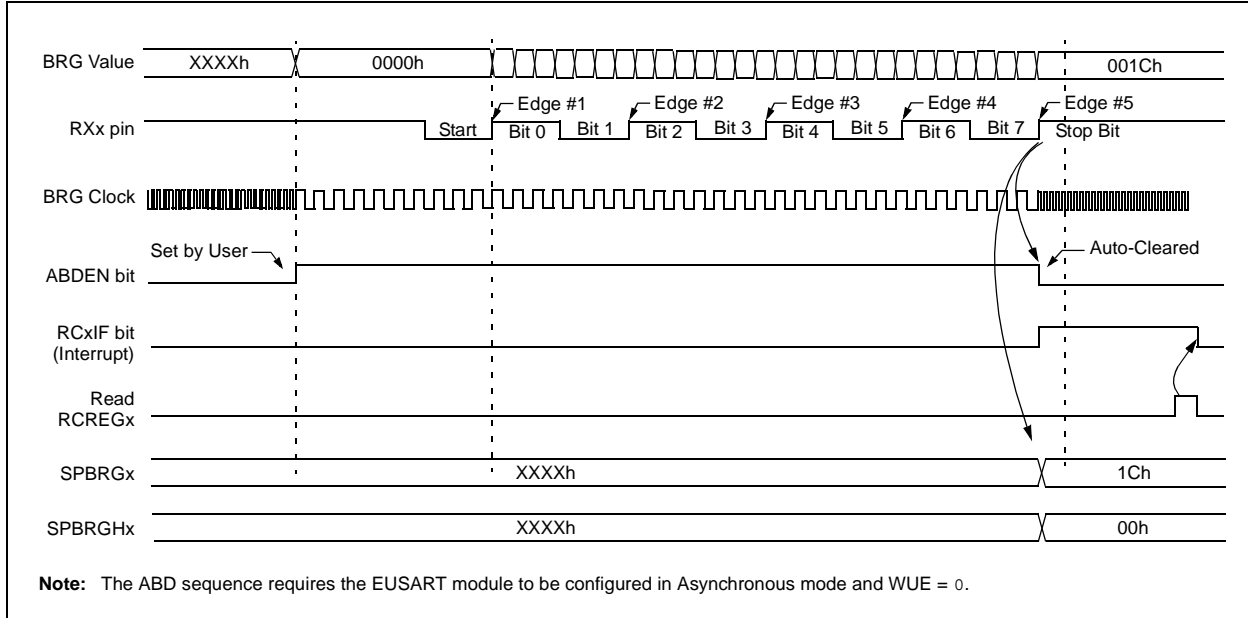 BRG Value XXXXh 0000h 001Ch
Edge #1 Edge #2 Edge #3 Edge #4 Edge #5
RXx pin Start Bit 0 Bit 1 Bit 2 Bit 3 Bit 4 Bit 5 Bit 6 Bit 7 Stop Bit
BRG Clock
Set by User Auto-Cleared
ABDEN bit
RCxIF bit
(Interrupt)
Read
RCREGx
SPBRGx XXXXh 1Ch
SPBRGHx XXXXh 00h
Note: The ABD sequence requires the EUSART module to be configured in Asynchronous mode and WUE = 0.